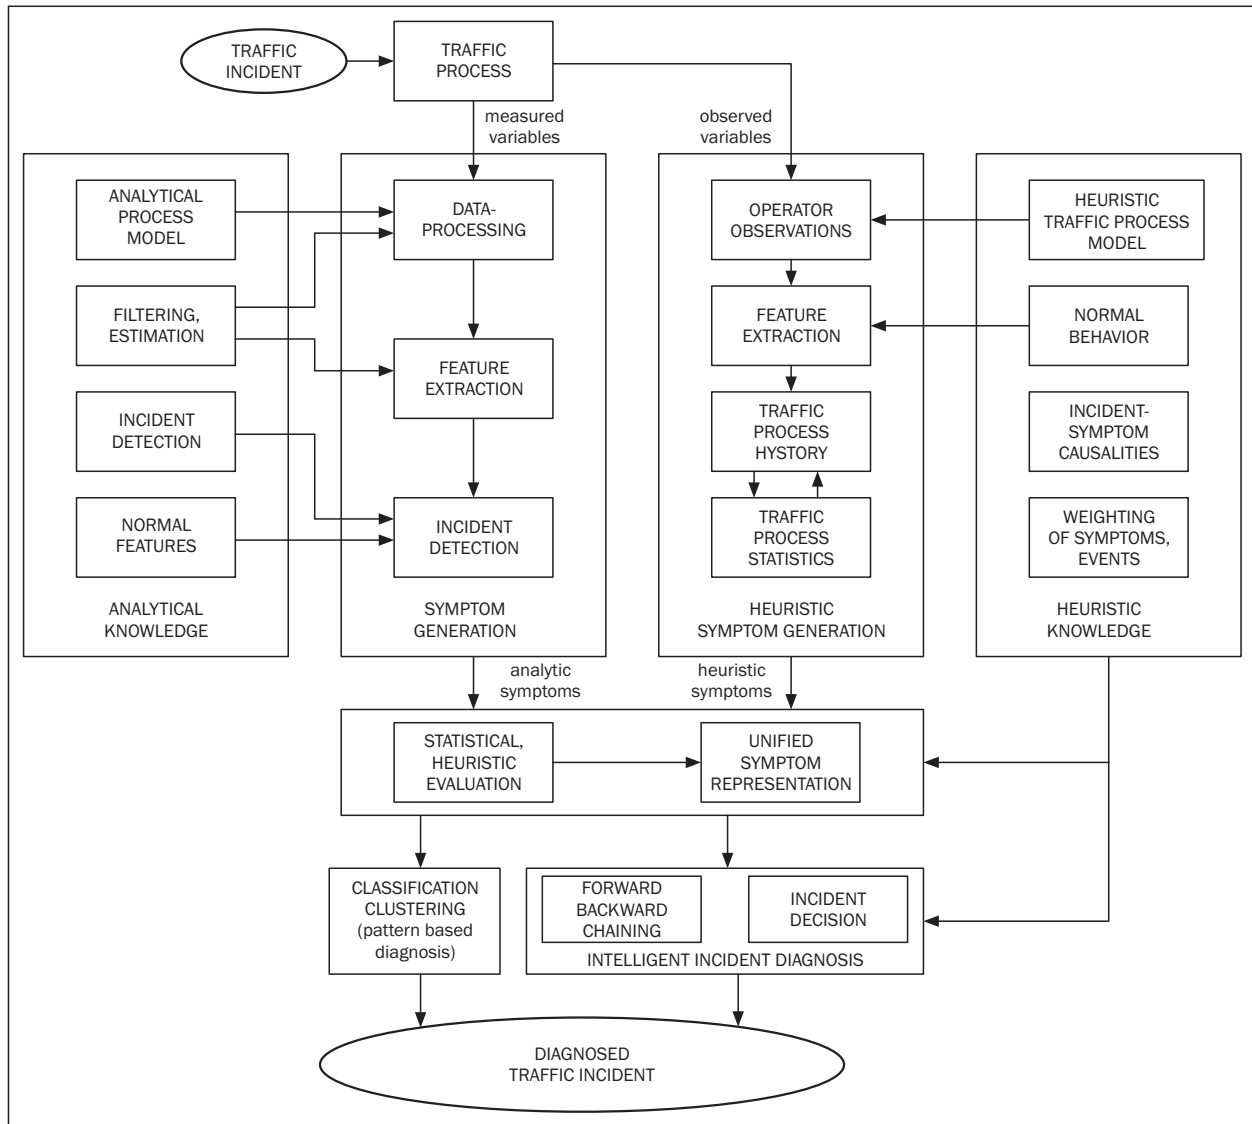 TRAFFIC
INCIDENT
TRAFFIC
PROCESS
measured
variables
observed
variables
ANALYTICAL
PROCESS
MODEL
FILTERING,
ESTIMATION
INCIDENT
DETECTION
NORMAL
FEATURES
ANALYTICAL
KNOWLEDGE
DATA-
PROCESSING
FEATURE
EXTRACTION
INCIDENT
DETECTION
SYMPTOM
GENERATION
OPERATOR
OBSERVATIONS
FEATURE
EXTRACTION
TRAFFIC
PROCESS
HYSTORY
TRAFFIC
PROCESS
STATISTICS
HEURISTIC
SYMPTOM GENERATION
HEURISTIC
TRAFFIC PROCESS
MODEL
NORMAL
BEHAVIOR
INCIDENT-
SYMPTOM
CAUSALITIES
WEIGHTING
OF SYMPTOMS,
EVENTS
HEURISTIC
KNOWLEDGE
analytic
symptoms
heuristic
symptoms
STATISTICAL,
HEURISTIC
EVALUATION
UNIFIED
SYMPTOM
REPRESENTATION
CLASSIFICATION
CLUSTERING
(pattern based
diagnosis)
FORWARD
BACKWARD
CHAINING
INCIDENT
DECISION
INTELLIGENT INCIDENT DIAGNOSIS
DIAGNOSED
TRAFFIC INCIDENT